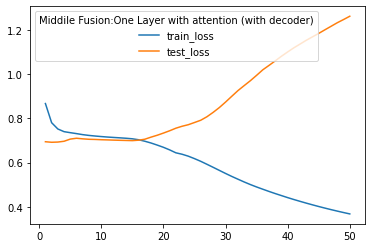 Middile Fusion:One Layer with attention (with decoder)
train_loss
test_loss
1.2
1.0
0.8
0.6
0.4
0 10 20 30 40 50